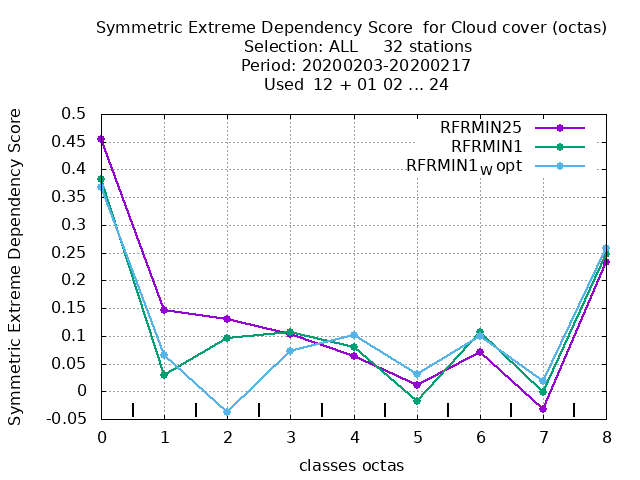 Symmetric Extreme Dependency Score for Cloud cover (octas)
Selection: ALL 32 stations
Period: 20200203-20200217
Used 12 + 01 02 ... 24
Symmetric Extreme Dependency Score
0.5
0.45
0.4
0.35
0.3
0.25
0.2
0.15
0.1
0.05
0
-0.05
RFRMIN25
RFRMIN1
RFRMIN1W opt
0 1 2 3 4 5 6 7 8
classes octas